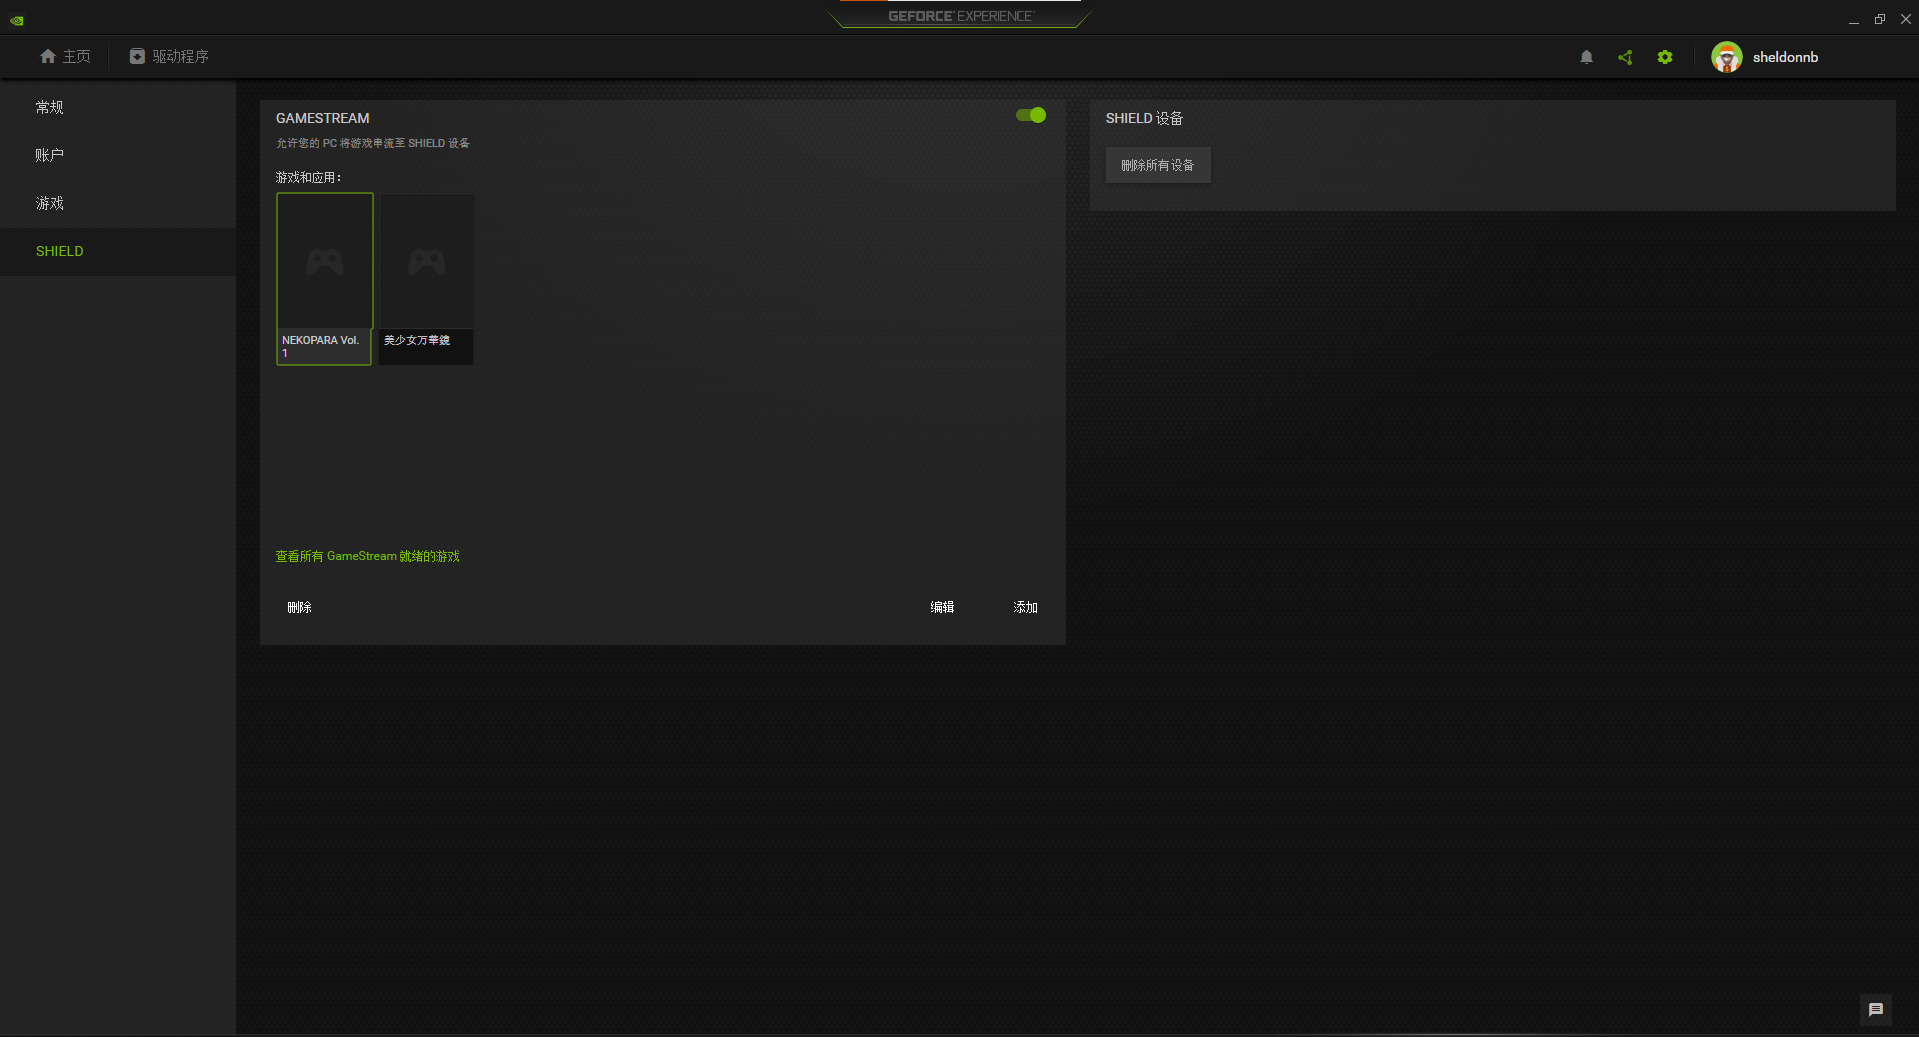 GEFORCE® EXPERIENCE™
主页
驱动程序
sheldonnb
常规
账户
游戏
SHIELD
GAMESTREAM
允许您的 PC 将游戏串流至 SHIELD 设备
游戏和应用：
NEKOPARA Vol.
1
美少女万華鏡
查看所有 GameStream 就绪的游戏
删除
编辑
添加
SHIELD 设备
删除所有设备